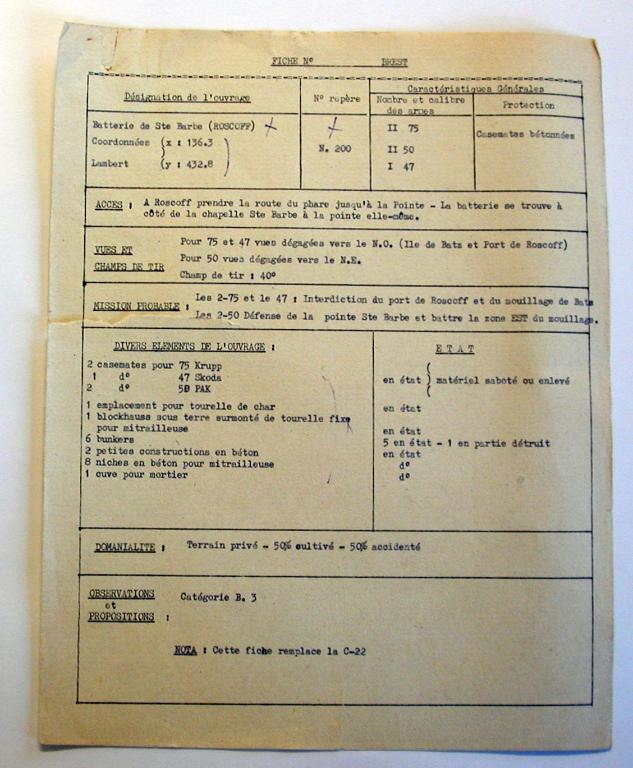 FICHE N° BREST
Désignation de l'ouvrage
N° repère
Caractéristiques Générales
Nombre et calibre
des armes
Protection
Batterie de Ste Barbe (ROSCOFF)
Coordonnées (x : 136.3
Lambert (y : 432.8
N. 200
II 75
II 50
I 47
Casemates bétonnées
ACCES : A Roscoff prendre la route du phare jusqu'à la Pointe - La batterie se trouve à
côté de la chapelle Ste Barbe à la pointe elle-même.
VUES ET
CHAMPS DE TIR
Pour 75 et 47 vues dégagées vers le N.O. (Ile de Batz et Port de Roscoff)
Pour 50 vues dégagées vers le N.E.
Champ de tir : 40°
MISSION PROBABLE : Les 2-75 et le 47 : Interdiction du port de Roscoff et du mouillage de Batz
Les 2-50 Défense de la pointe Ste Barbe et battre la zone EST du mouillage.
DIVERS ELEMENTS DE L'OUVRAGE :
2 casemates pour 75 Krupp
1 d° 47 Skoda
2 d° 50 PAK
1 emplacement pour tourelle de char
1 blockhauss sous terre surmonté de tourelle fixe
pour mitrailleuse
6 bunkers
2 petites constructions en béton
8 niches en béton pour mitrailleuse
1 cuve pour mortier
E T A T
en état ) matériel saboté ou enlevé
en état
en état
5 en état - 1 en partie détruit
en état
d°
d°
DOMANIALITE : Terrain privé - 50% cultivé - 50% accidenté
OBSERVATIONS
et
PROPOSITIONS :
Catégorie B. 3
NOTA : Cette fiche remplace la C-22